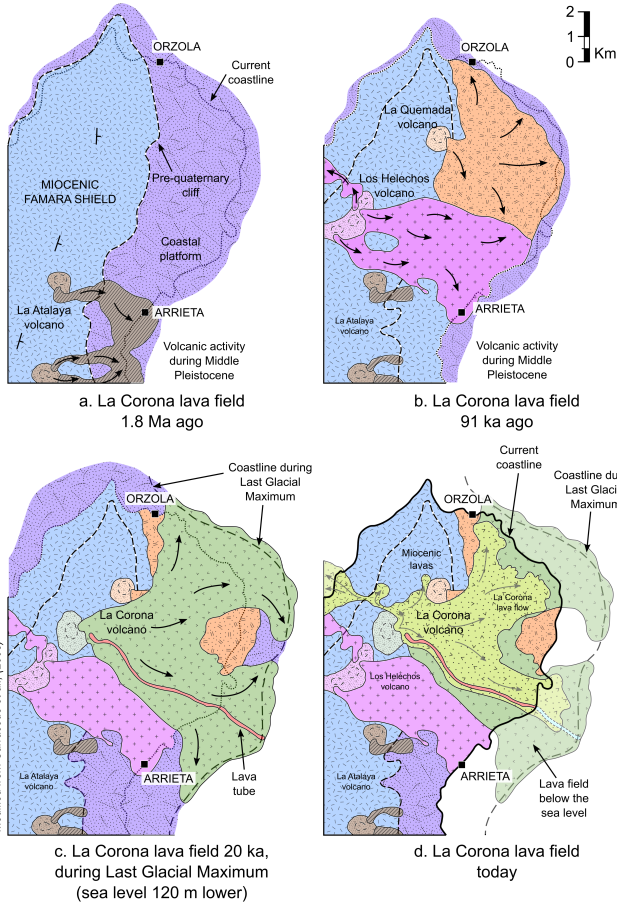 ORZOLA
Current
coastline
MIOCENIC
FAMARA SHIELD
Pre-quaternary
cliff
Coastal
platform
La Atalaya
volcano
ARRIETA
Volcanic activity
during Middle
Pleistocene
a. La Corona lava field
1.8 Ma ago
2
1
0
Km
ORZOLA
La Quemada
volcano
Los Helechos
volcano
ARRIETA
La Atalaya
volcano
Volcanic activity
during Middle
Pleistocene
b. La Corona lava field
91 ka ago
Coastline during
Last Glacial
Maximum
ORZOLA
La Corona
volcano
ARRIETA
Lava
tube
La Atalaya
volcano
c. La Corona lava field 20 ka,
during Last Glacial Maximum
(sea level 120 m lower)
Current
coastline
Coastline du
Last Glaci
Maximum
ORZOLA
Miocenic
lavas
La Corona
lava flow
La Corona
volcano
Los Helechos
volcano
ARRIETA
La Atalaya
volcano
Lava field
below the
sea level
d. La Corona lava field
today